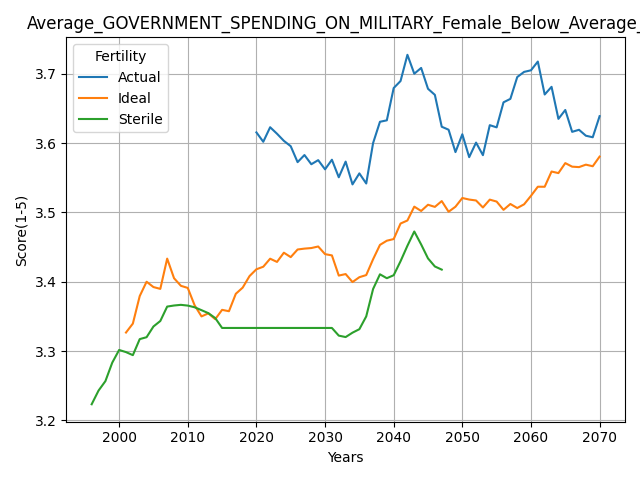 Average_GOVERNMENT_SPENDING_ON_MILITARY_Female_Below_Average_
Fertility
Actual
Ideal
Sterile
Score(1-5)
3.7
3.6
3.5
3.4
3.3
3.2
2000 2010 2020 2030 2040 2050 2060 2070
Years